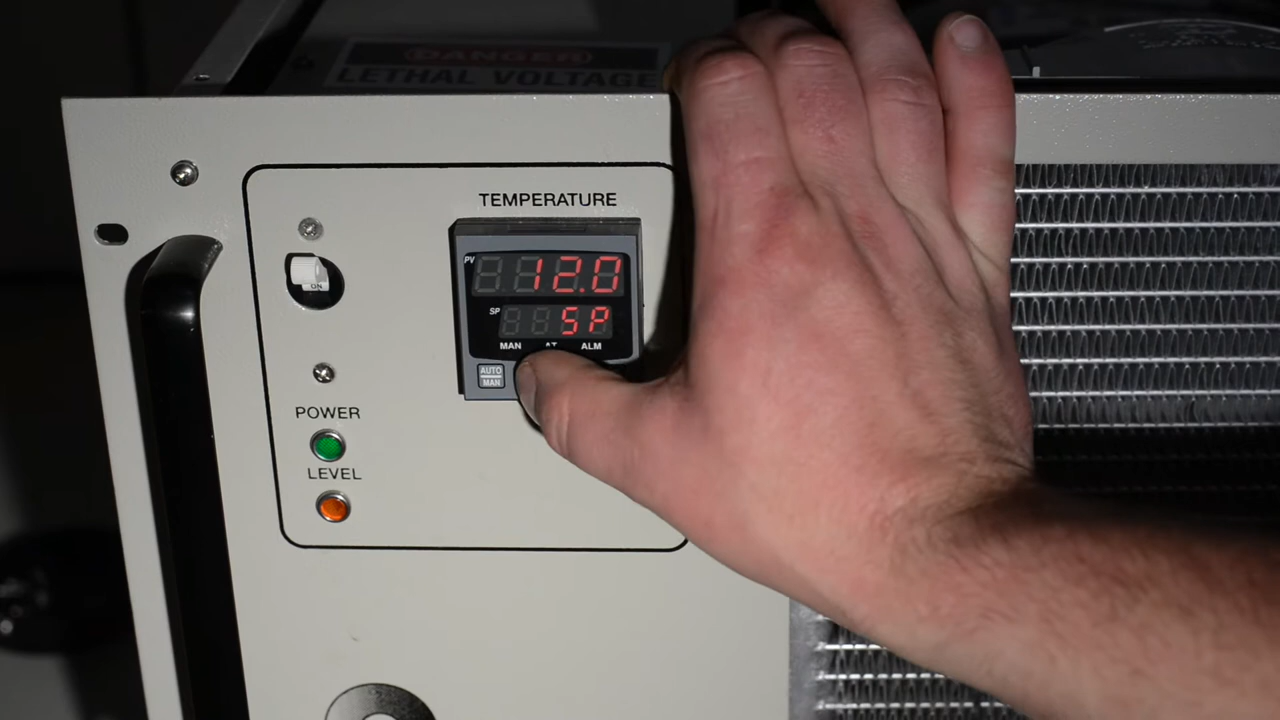 DANGER
LETHAL VOLTAGE
TEMPERATURE
ON
PV 12.0
SP SP
MAN AT ALM
AUTO
MAN
POWER
LEVEL